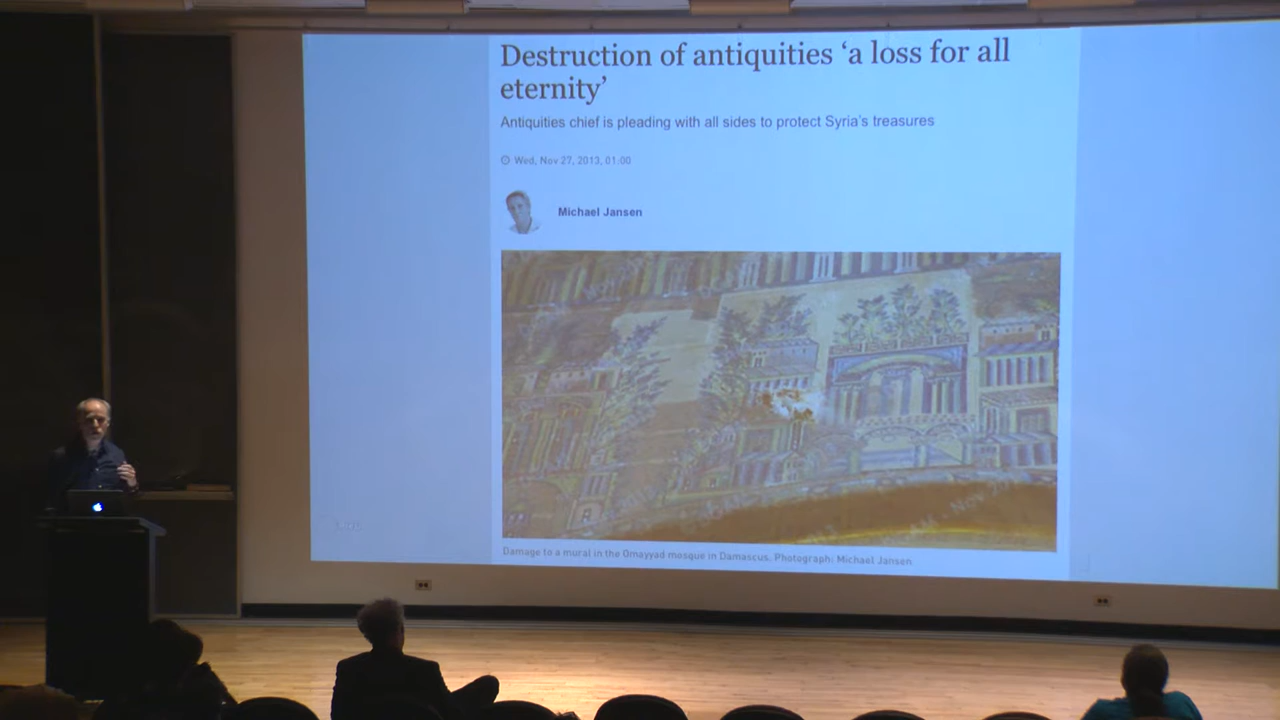 Destruction of antiquities ‘a loss for all
eternity’
Antiquities chief is pleading with all sides to protect Syria's treasures
Wed, Nov 27, 2013, 01:00
Michael Jansen
Damage to a mural in the Omayyad mosque in Damascus. Photograph: Michael Jansen